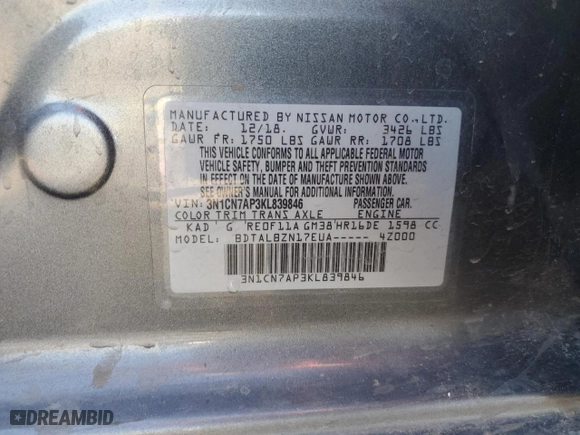 MANUFACTURED BY NISSAN MOTOR CO.,LTD.
DATE: 12/18. GVWR: 3426 LBS
GAWR FR: 1750 LBS GAWR RR: 1708 LBS
THIS VEHICLE CONFORMS TO ALL APPLICABLE FEDERAL MOTOR
VEHICLE SAFETY, BUMPER AND THEFT PREVENTION STANDARDS
IN EFFECT ON THE DATE OF MANUFACTURE SHOWN ABOVE.
SEE OWNER'S MANUAL FOR ADDITIONAL INFORMATION.
VIN: 3N1CN7AP3KL839846 PASSENGER CAR.
COLOR TRIM TRANS AXLE ENGINE
KAD G RE0F11A GM38 HR16DE 1598 CC
MODEL: BDTALBZN17EUA----- 4Z000
3N1CN7AP3KL839846
DREAMBID